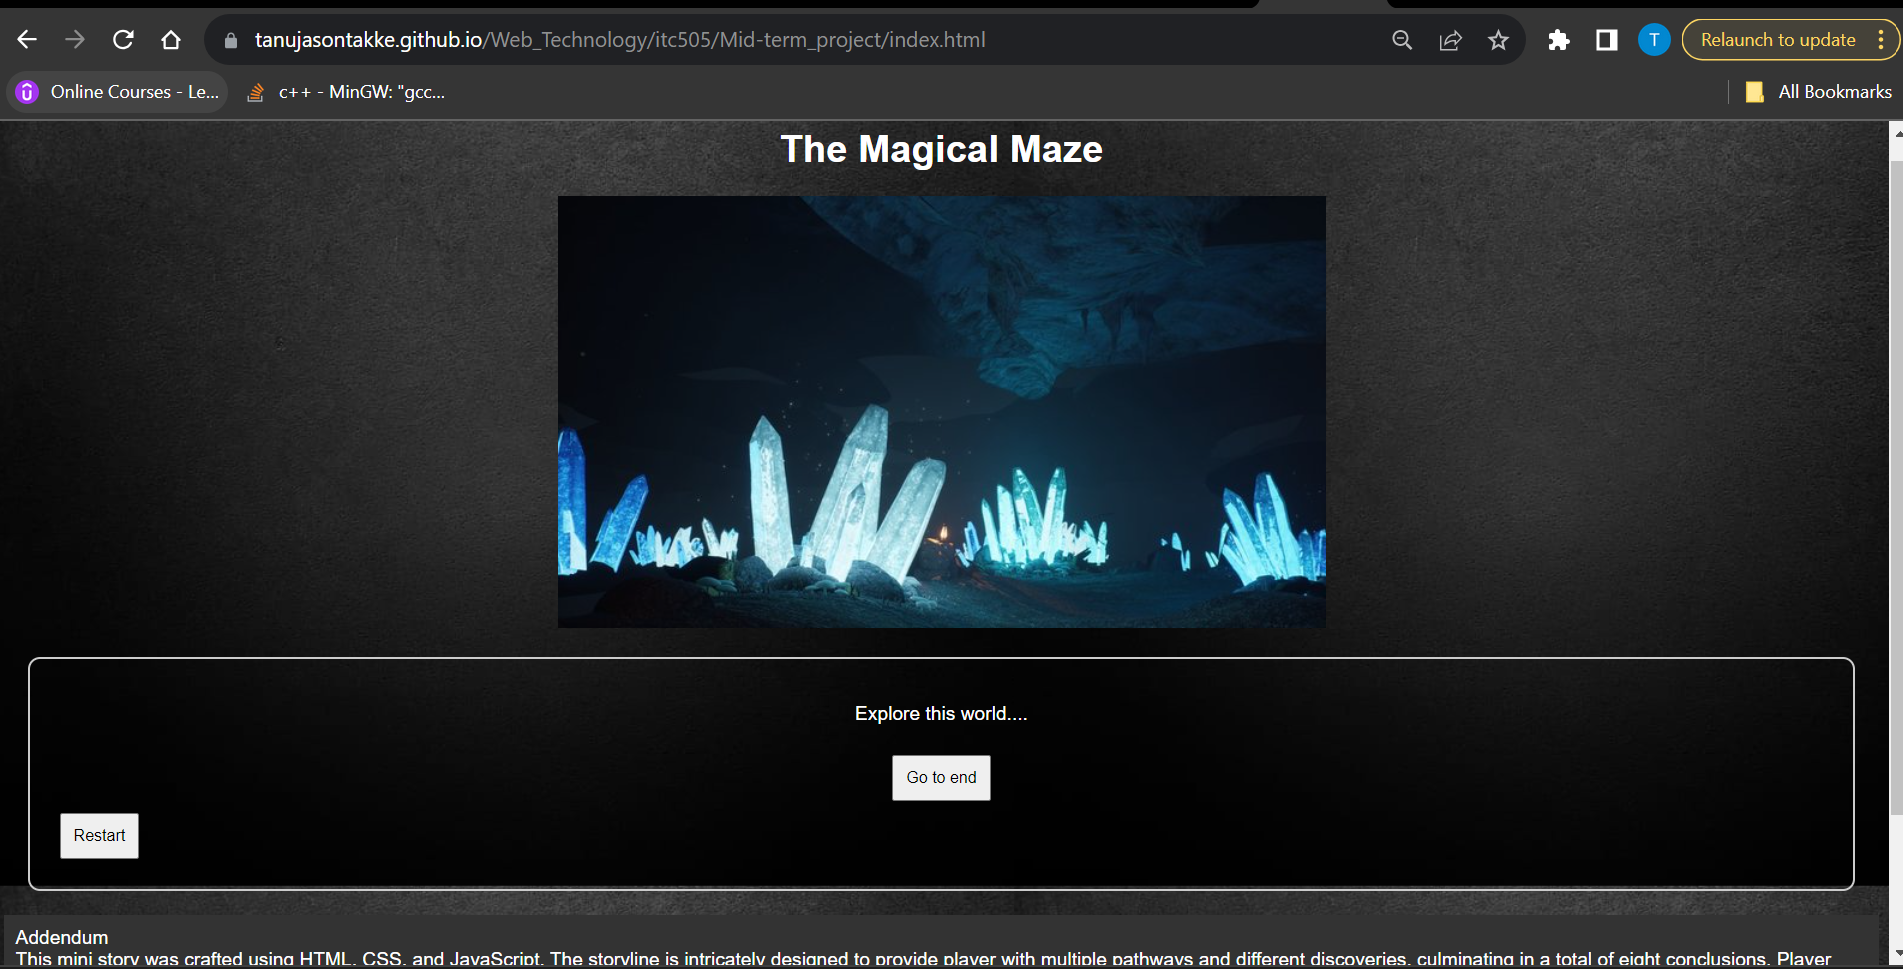 tanujasontakke.github.io/Web_Technology/itc505/Mid-term_project/index.html
T
Relaunch to update
Online Courses - Le...
c++ - MinGW: "gcc...
All Bookmarks
The Magical Maze
Explore this world....
Go to end
Restart
Addendum
This mini story was crafted using HTML, CSS, and JavaScript. The storyline is intricately designed to provide player with multiple pathways and different discoveries, culminating in a total of eight conclusions. Player